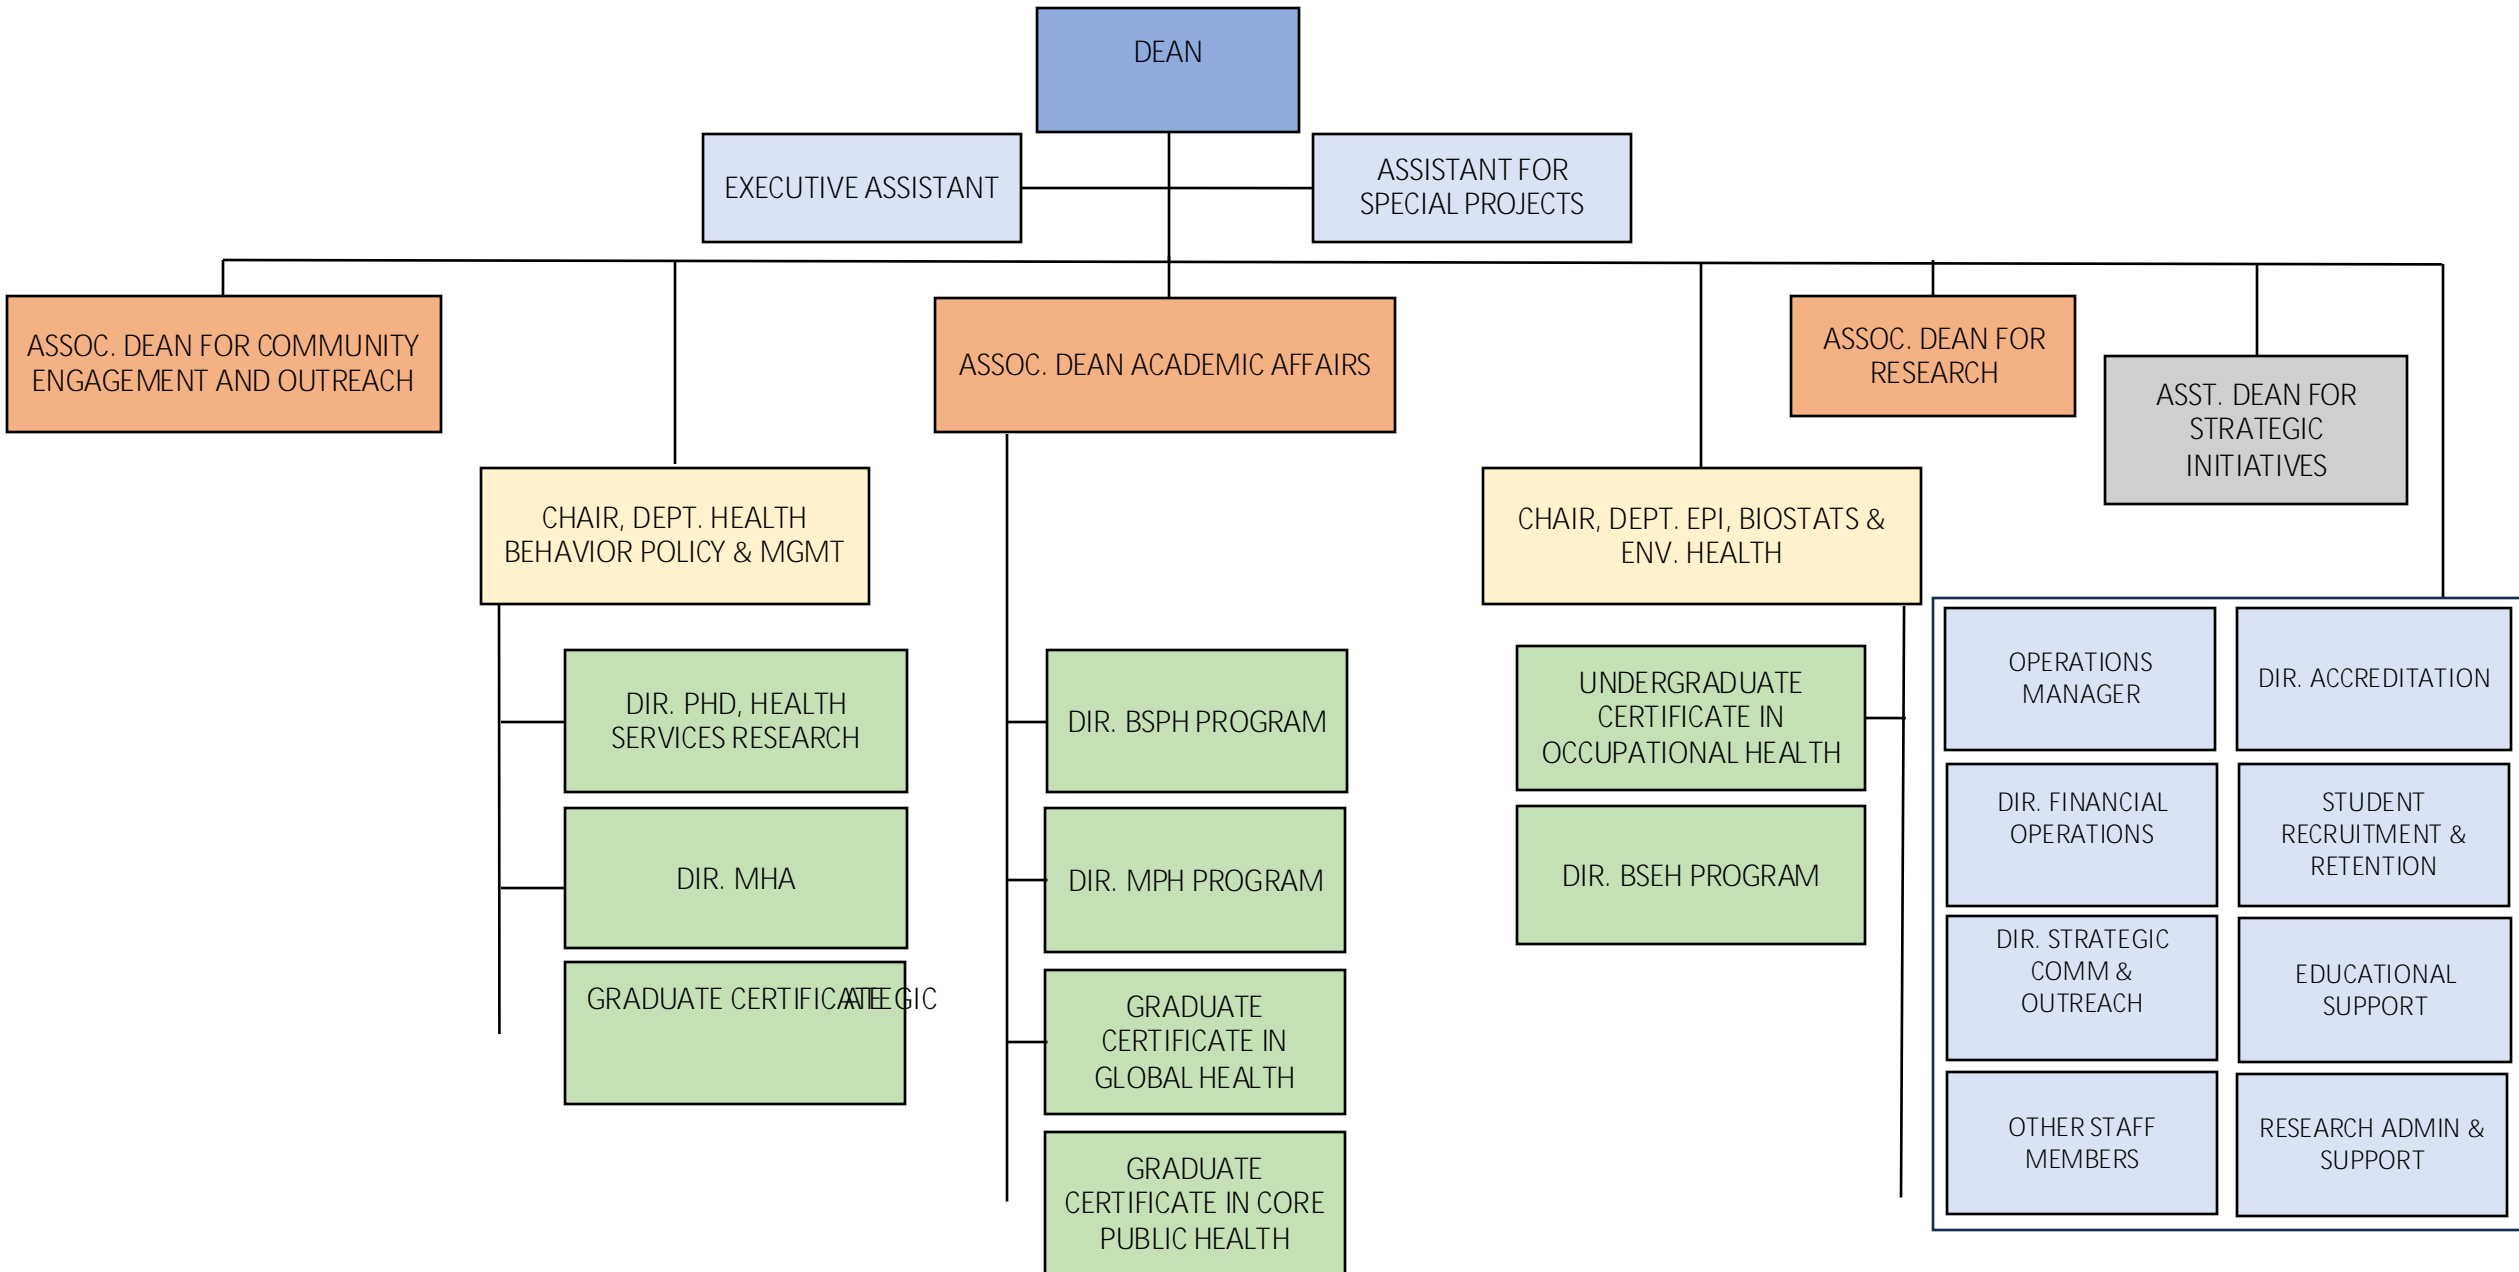 DEAN
EXECUTIVE ASSISTANT
ASSISTANT FOR
SPECIAL PROJECTS
ASSOC. DEAN FOR COMMUNITY
ENGAGEMENT AND OUTREACH
ASSOC. DEAN ACADEMIC AFFAIRS
ASSOC. DEAN FOR
RESEARCH
ASST. DEAN FOR
STRATEGIC
INITIATIVES
CHAIR, DEPT. HEALTH
BEHAVIOR POLICY & MGMT
CHAIR, DEPT. EPI, BIOSTATS &
ENV. HEALTH
DIR. PHD, HEALTH
SERVICES RESEARCH
DIR. MHA
GRADUATE CERTIFICATE
DIR. BSPH PROGRAM
DIR. MPH PROGRAM
GRADUATE
CERTIFICATE IN
GLOBAL HEALTH
GRADUATE
CERTIFICATE IN CORE
PUBLIC HEALTH
UNDERGRADUATE
CERTIFICATE IN
OCCUPATIONAL HEALTH
DIR. BSEH PROGRAM
OPERATIONS
MANAGER
DIR. ACCREDITATION
DIR. FINANCIAL
OPERATIONS
STUDENT
RECRUITMENT &
RETENTION
DIR. STRATEGIC
COMM &
OUTREACH
EDUCATIONAL
SUPPORT
OTHER STAFF
MEMBERS
RESEARCH ADMIN &
SUPPORT